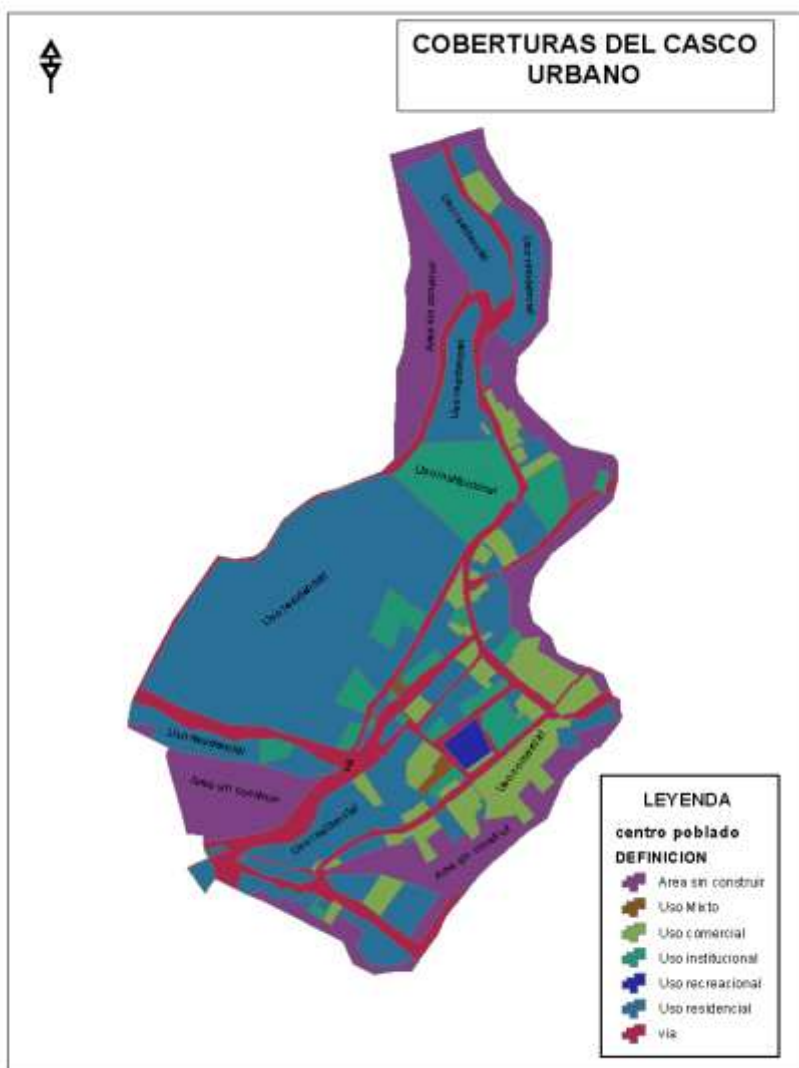 COBERTURAS DEL CASCO
URBANO
Uso residencial
Uso residencial
Area sin construir
Uso residencial
Uso institucional
Uso residencial
Uso residencial
via
Area sin construir
Uso comercial
Uso residencial
Area sin construir
LEYENDA
centro poblado
DEFINICION
Area sin construir
Uso Mixto
Uso comercial
Uso institucional
Uso recreacional
Uso residencial
via